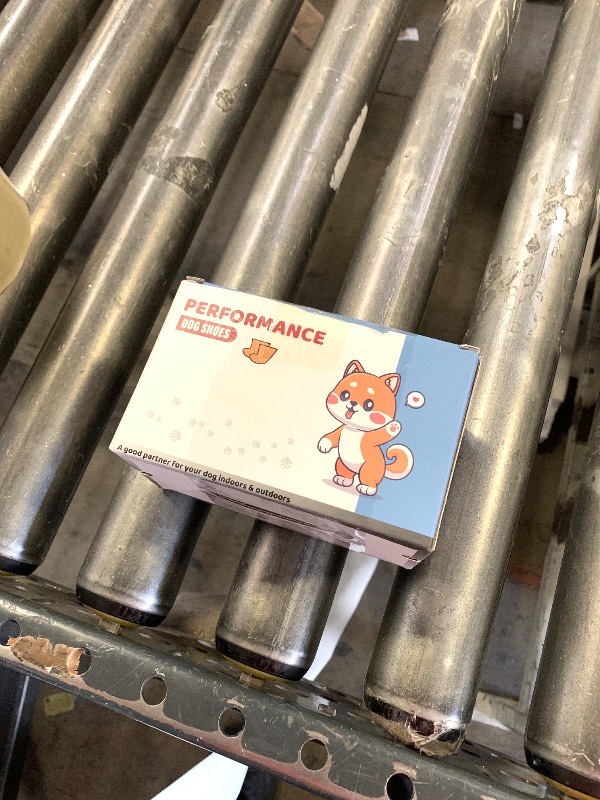 PERFORMANCE
DOG SHOES
A good partner for your dog indoors & outdoors